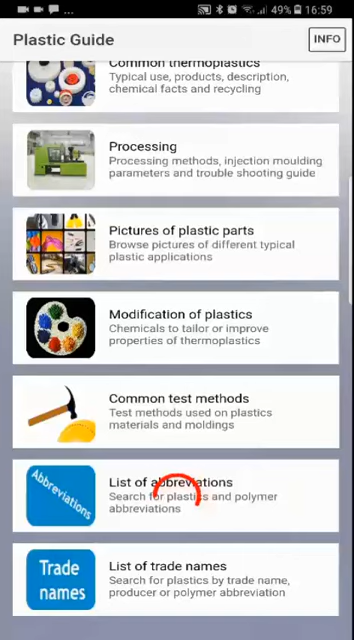 ... 49% 16:59
Plastic Guide
INFO
Common thermoplastics
Typical use, products, description,
chemical facts and recycling
Processing
Processing methods, injection moulding
parameters and trouble shooting guide
Pictures of plastic parts
Browse pictures of different typical
plastic applications
Modification of plastics
Chemicals to tailor or improve
properties of thermoplastics
Common test methods
Test methods used on plastics
materials and moldings
Abbreviations
List of abbreviations
Search for plastics and polymer
abbreviations
Trade
names
List of trade names
Search for plastics by trade name,
producer or polymer abbreviation